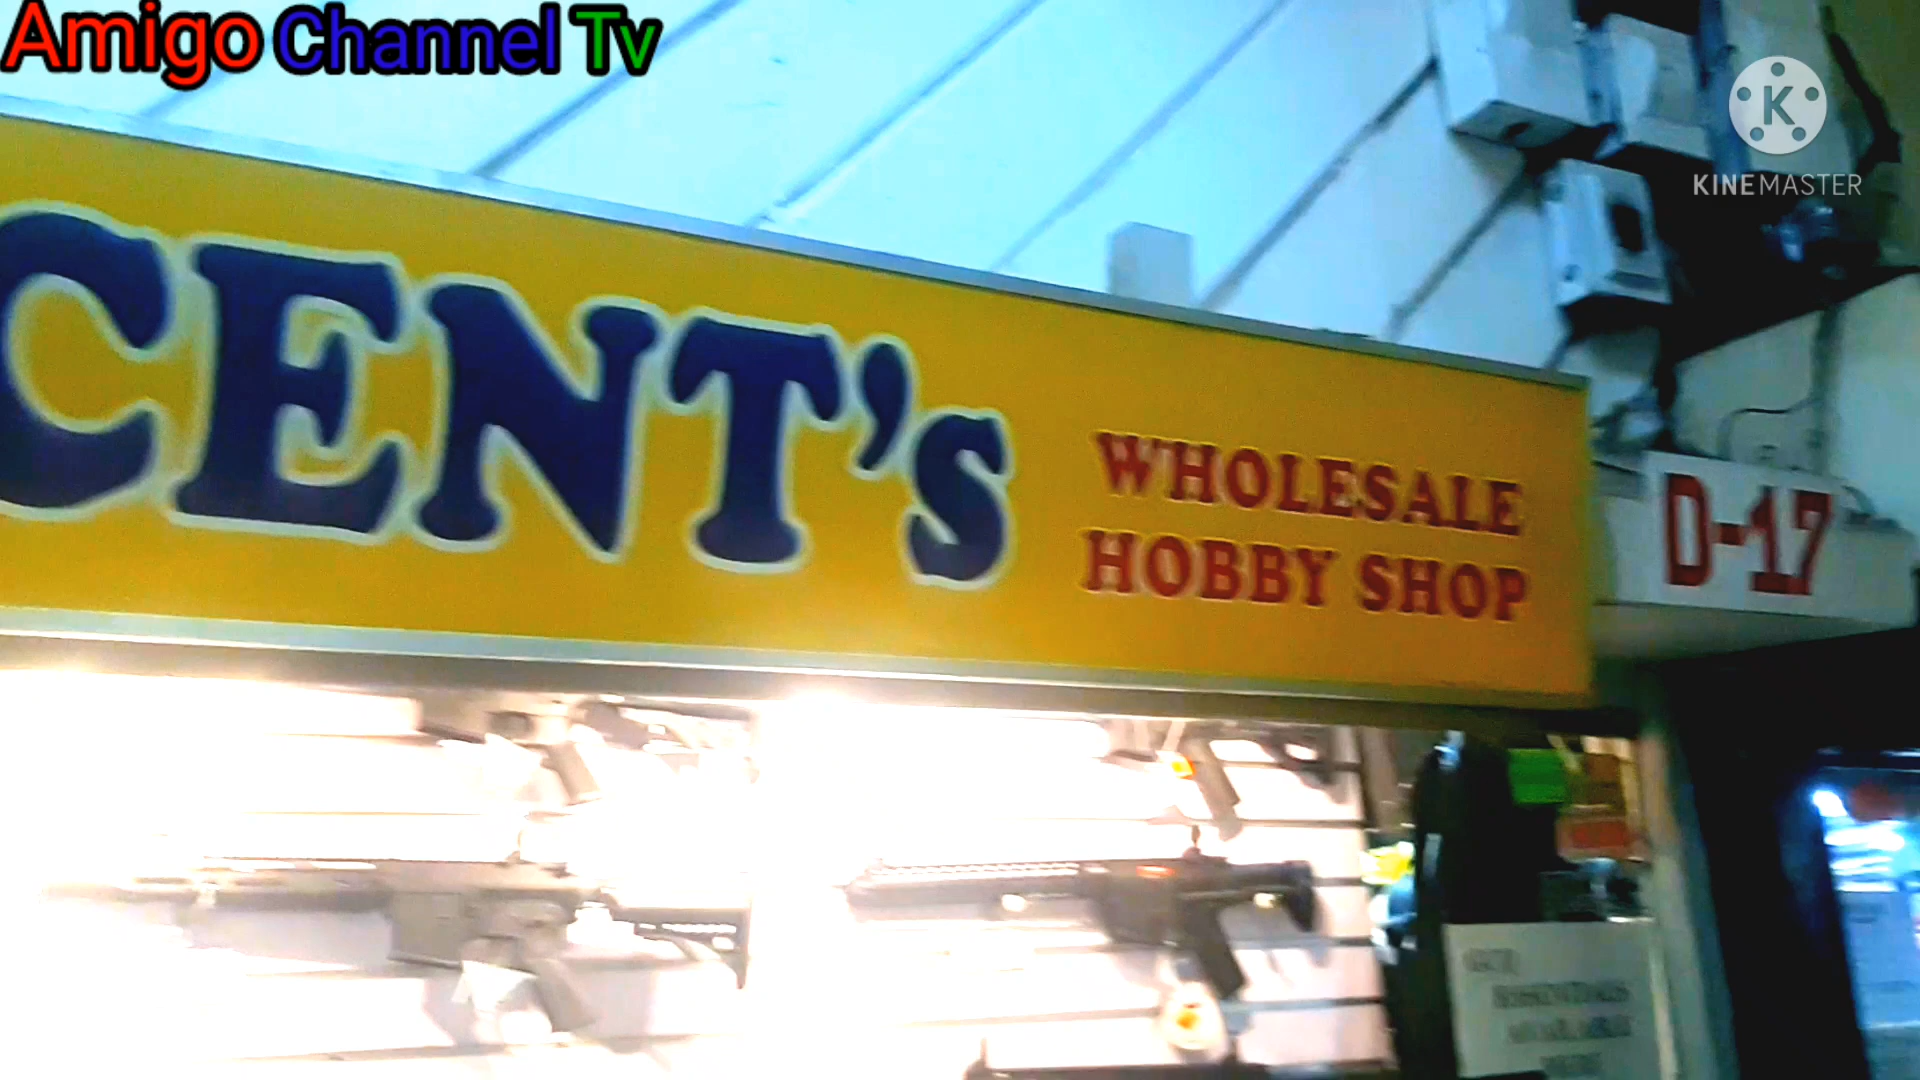 Amigo Channel Tv
K
KINEMASTER
CENT'S
WHOLESALE
HOBBY SHOP
D-17